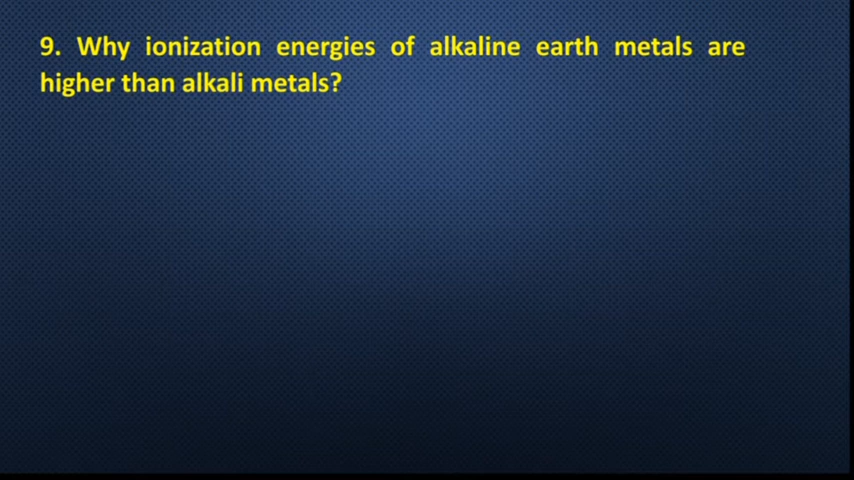 9. Why ionization energies of alkaline earth metals are
higher than alkali metals?